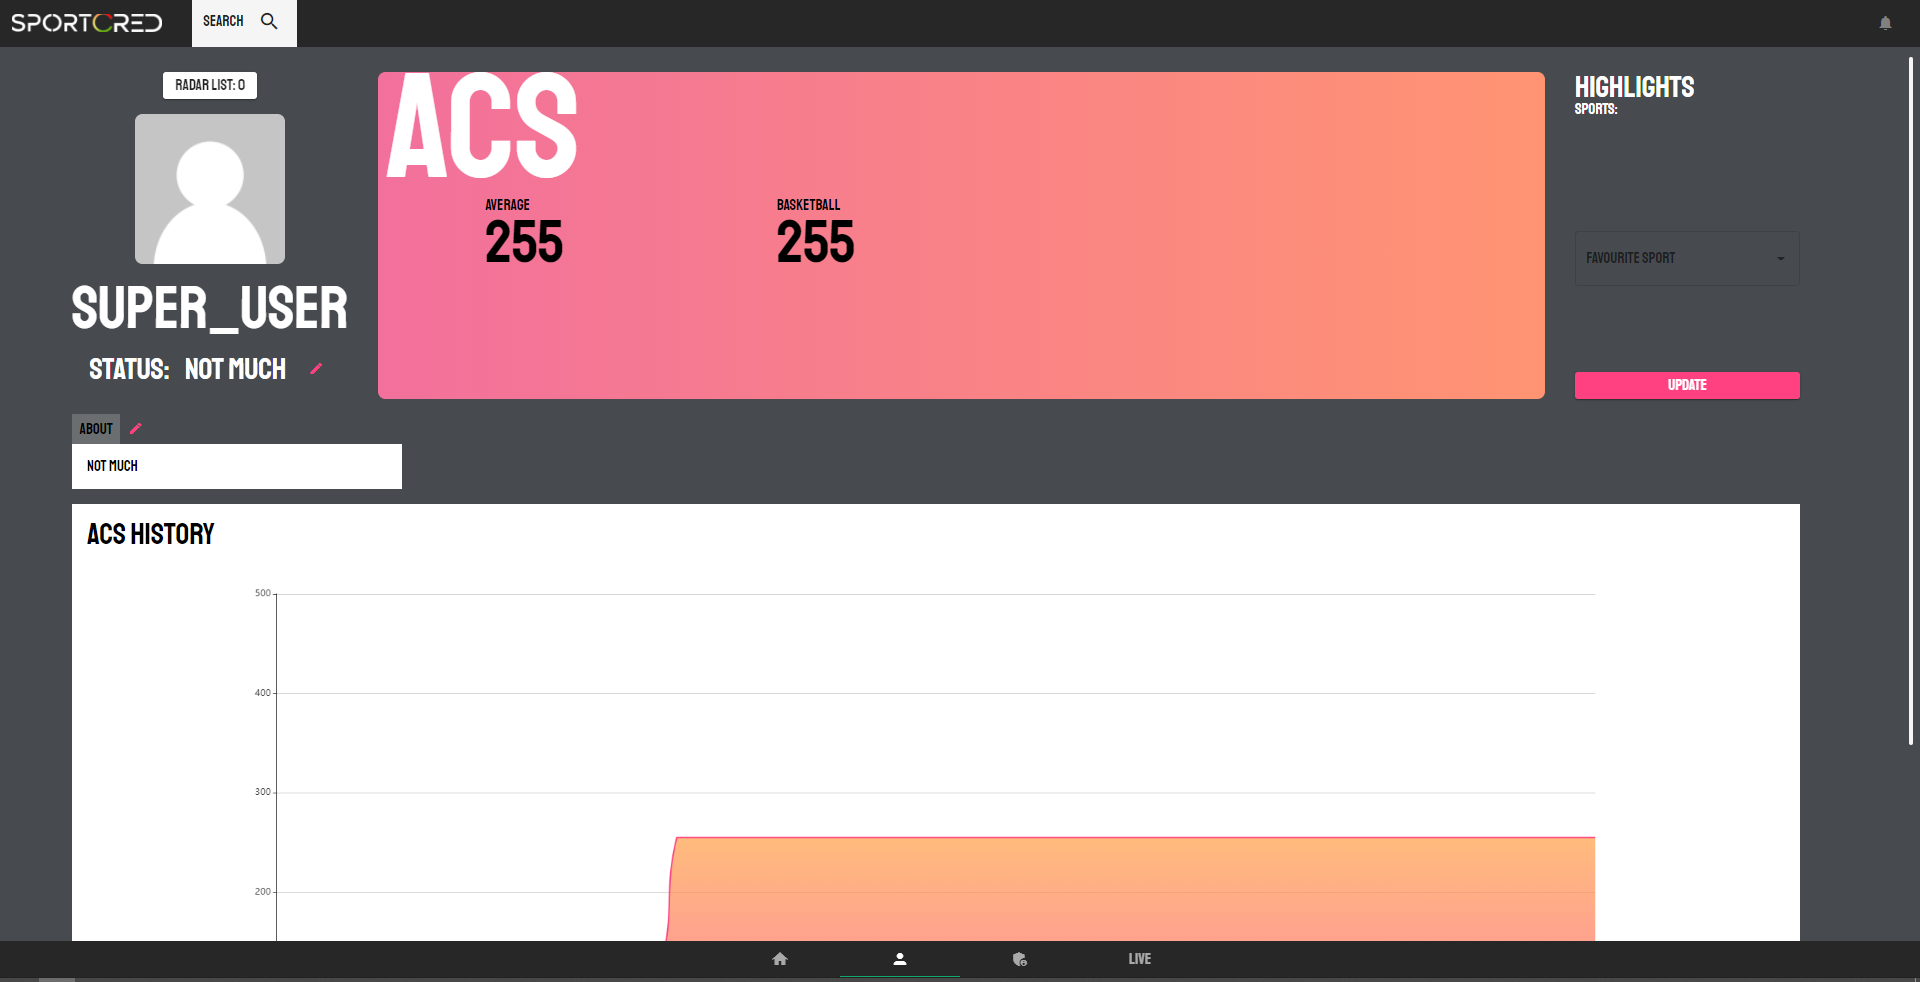 SPORTCRED
SEARCH
RADAR LIST: 0
SUPER_USER
STATUS: NOT MUCH
ACS
AVERAGE
255
BASKETBALL
255
HIGHLIGHTS
SPORTS:
FAVOURITE SPORT
UPDATE
ABOUT
NOT MUCH
ACS HISTORY
500
400
300
200
LIVE